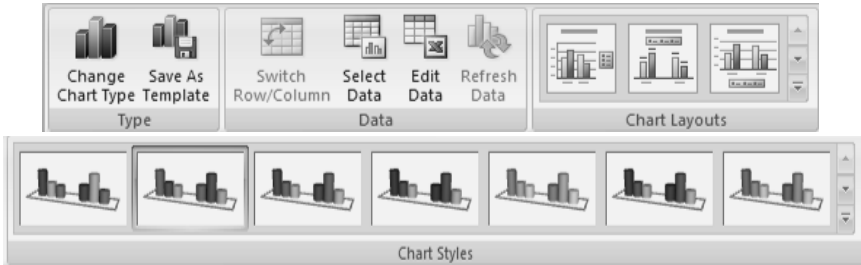 Change Save As Switch Select Edit Refresh
Chart Type Template Row/Column Data Data Data
Type Data Chart Layouts
Chart Styles